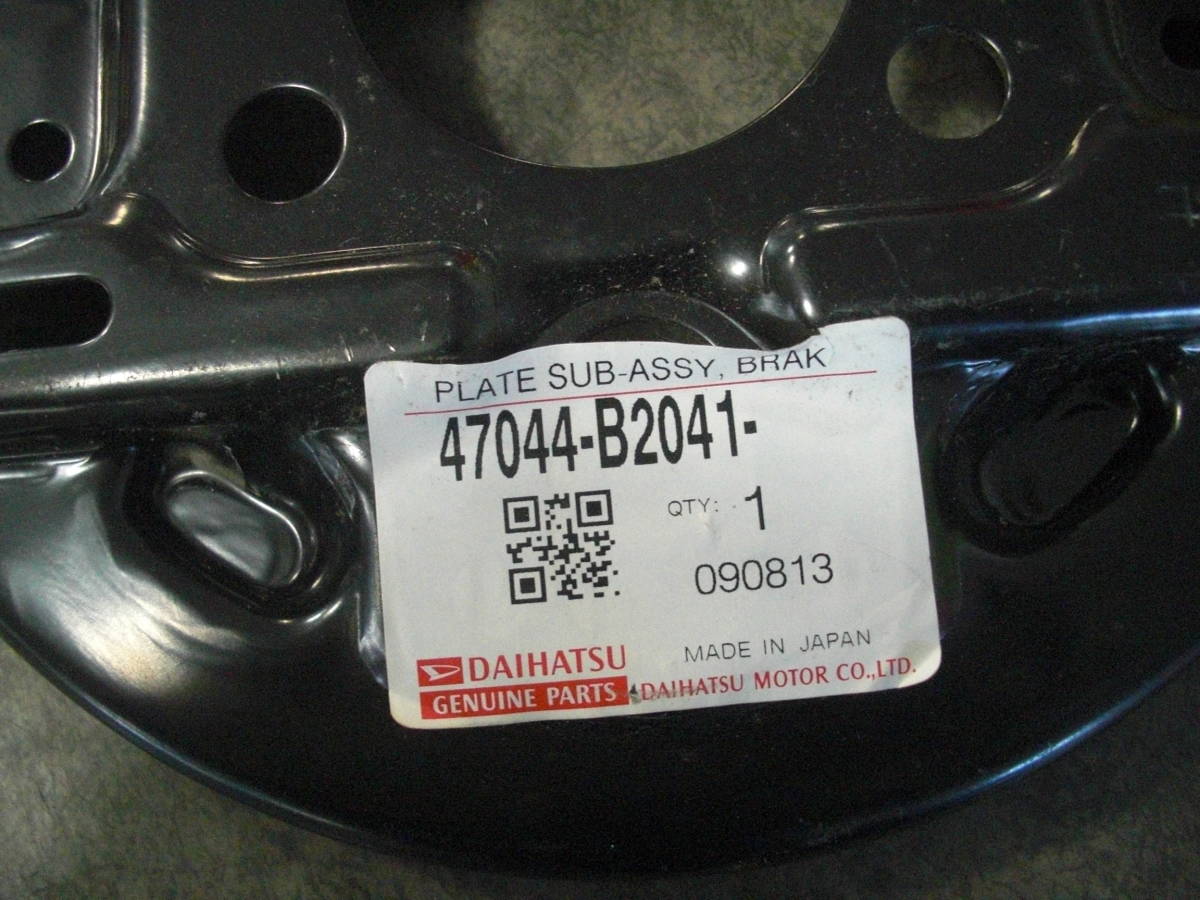 PLATE SUB-ASSY, BRAK
47044-B2041-
QTY: 1
090813
MADE IN JAPAN
DAIHATSU
GENUINE PARTS
DAIHATSU MOTOR CO.,LTD.